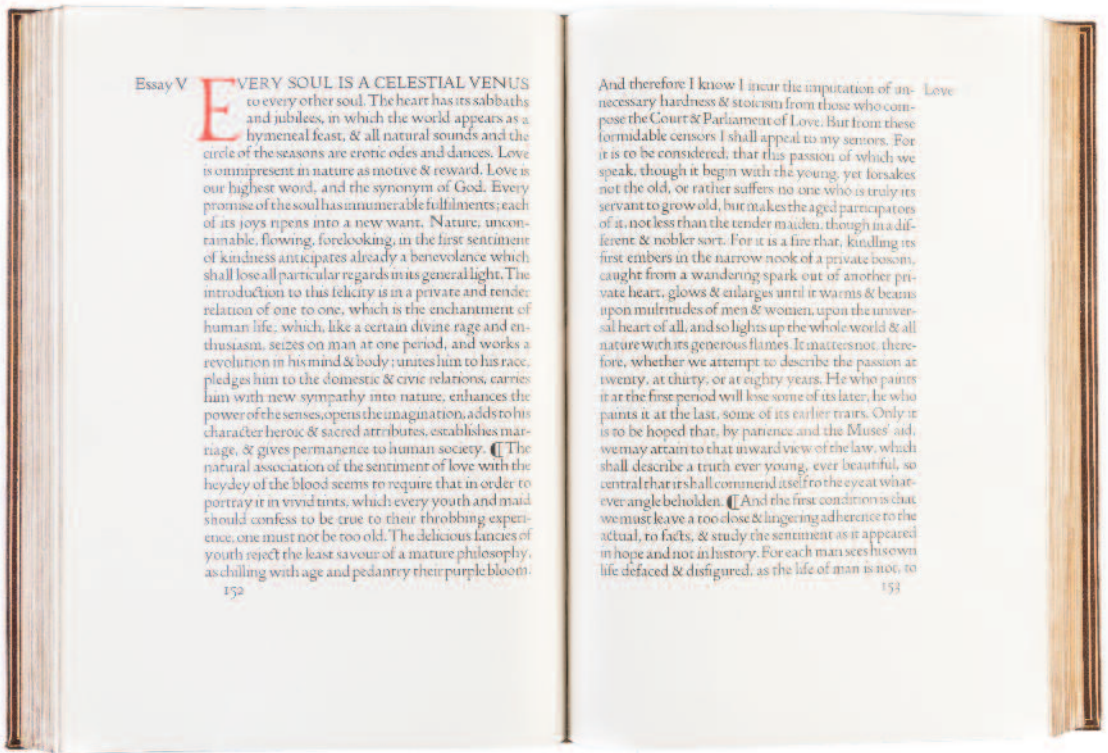 Essay V
EVERY SOUL IS A CELESTIAL VENUS
to every other soul. The heart has its sabbaths
and jubilees, in which the world appears as a
hymeneal feast, & all natural sounds and the
circle of the seasons are erotic odes and dances. Love
is omnipresent in nature as motive & reward. Love is
our highest word, and the synonym of God. Every
promise of the soul has innumerable fulfilments; each
of its joys ripens into a new want. Nature, uncon-
tainable, flowing, forelooking, in the first sentiment
of kindness anticipates already a benevolence which
shall lose all particular regards in its general light. The
introduction to this felicity is in a private and tender
relation of one to one, which is the enchantment of
human life; which, like a certain divine rage and en-
thusiasm, seizes on man at one period, and works a
revolution in his mind & body; unites him to his race,
pledges him to the domestic & civic relations, carries
him with new sympathy into nature, enhances the
power of the senses, opens the imagination, adds to his
character heroic & sacred attributes, establishes mar-
riage, & gives permanence to human society. ¶ The
natural association of the sentiment of love with the
heydey of the blood seems to require that in order to
portray it in vivid tints, which every youth and maid
should confess to be true to their throbbing experi-
ence, one must not be too old. The delicious fancies of
youth reject the least savour of a mature philosophy,
as chilling with age and pedantry their purple bloom.
152
And therefore I know I incur the imputation of un-
necessary hardness & stoicism from those who com-
pose the Court & Parliament of Love. But from these
formidable censors I shall appeal to my seniors. For
it is to be considered, that this passion of which we
speak, though it begin with the young, yet forsakes
not the old, or rather suffers no one who is truly its
servant to grow old, but makes the aged participators
of it, not less than the tender maiden, though in a dif-
ferent & nobler sort. For it is a fire that, kindling its
first embers in the narrow nook of a private bosom,
caught from a wandering spark out of another pri-
vate heart, glows & enlarges until it warms & beams
upon multitudes of men & women, upon the univer-
sal heart of all, and so lights up the whole world & all
nature with its generous flames. It matters not, there-
fore, whether we attempt to describe the passion at
twenty, at thirty, or at eighty years. He who paints
it at the first period will lose some of its later, he who
paints it at the last, some of its earlier traits. Only it
is to be hoped that, by patience and the Muses' aid,
we may attain to that inward view of the law, which
shall describe a truth ever young, ever beautiful, so
central that it shall commend itself to the eye at what-
ever angle beholden. ¶ And the first condition is that
we must leave a too close & lingering adherence to the
actual, to facts, & study the sentiment as it appeared
in hope and not in history. For each man sees his own
life defaced & disfigured, as the life of man is not, to
153
Love